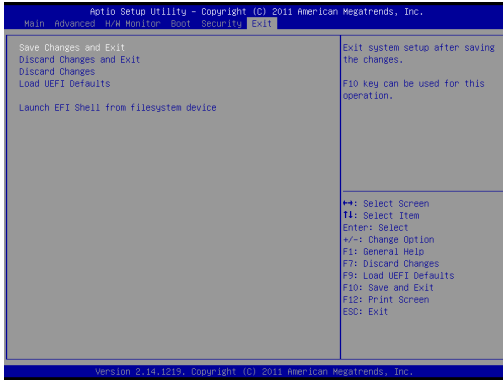 Aptio Setup Utility – Copyright (C) 2011 American Megatrends, Inc.
Main Advanced H/W Monitor Boot Security Exit
Save Changes and Exit
Discard Changes and Exit
Discard Changes
Load UEFI Defaults
Launch EFI Shell from filesystem device
Exit system setup after saving
the changes.
F10 key can be used for this
operation.
↔: Select Screen
↑↓: Select Item
Enter: Select
+/-: Change Option
F1: General Help
F7: Discard Changes
F9: Load UEFI Defaults
F10: Save and Exit
F12: Print Screen
ESC: Exit
Version 2.14.1219. Copyright (C) 2011 American Megatrends, Inc.